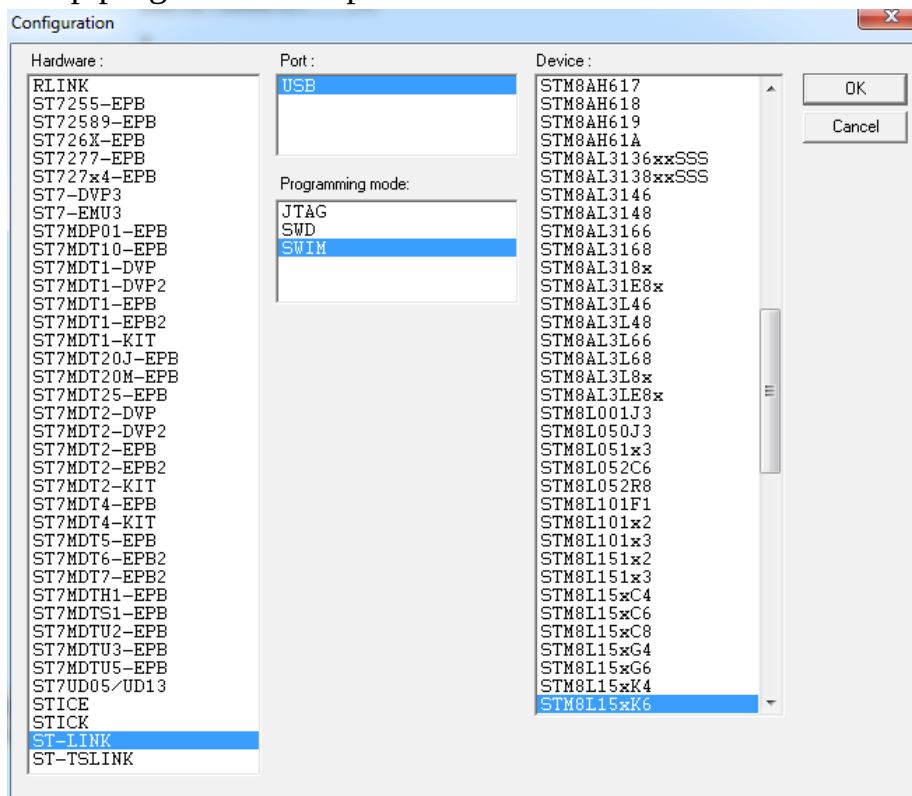 Configuration
Hardware :
RLINK
ST7255-EPB
ST72589-EPB
ST726X-EPB
ST7277-EPB
ST727x4-EPB
ST7-DVP3
ST7-EMU3
ST7MDP01-EPB
ST7MDT10-EPB
ST7MDT1-DVP
ST7MDT1-DVP2
ST7MDT1-EPB
ST7MDT1-EPB2
ST7MDT1-KIT
ST7MDT20J-EPB
ST7MDT20M-EPB
ST7MDT25-EPB
ST7MDT2-DVP
ST7MDT2-DVP2
ST7MDT2-EPB
ST7MDT2-EPB2
ST7MDT2-KIT
ST7MDT4-EPB
ST7MDT4-KIT
ST7MDT5-EPB
ST7MDT6-EPB2
ST7MDT7-EPB2
ST7MDTH1-EPB
ST7MDTS1-EPB
ST7MDTU2-EPB
ST7MDTU3-EPB
ST7MDTU5-EPB
ST7UD05/UD13
STICE
STICK
ST-LINK
ST-TSLINK
Port :
USB
Programming mode:
JTAG
SWD
SWIM
Device :
STM8AH617
STM8AH618
STM8AH619
STM8AH61A
STM8AL3136xxSSS
STM8AL3138xxSSS
STM8AL3146
STM8AL3148
STM8AL3166
STM8AL3168
STM8AL318x
STM8AL31E8x
STM8AL3L46
STM8AL3L48
STM8AL3L66
STM8AL3L68
STM8AL3L8x
STM8AL3LE8x
STM8L001J3
STM8L050J3
STM8L051x3
STM8L052C6
STM8L052R8
STM8L101F1
STM8L101x2
STM8L101x3
STM8L151x2
STM8L151x3
STM8L15xC4
STM8L15xC6
STM8L15xC8
STM8L15xG4
STM8L15xG6
STM8L15xK4
STM8L15xK6
OK
Cancel